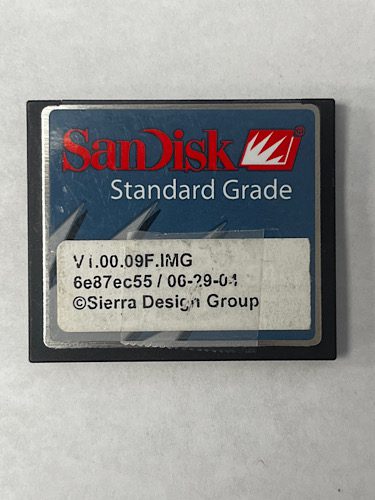 SanDisk®
Standard Grade
V1.00.09F.IMG
6e87ec55 / 06-29-04
©Sierra Design Group